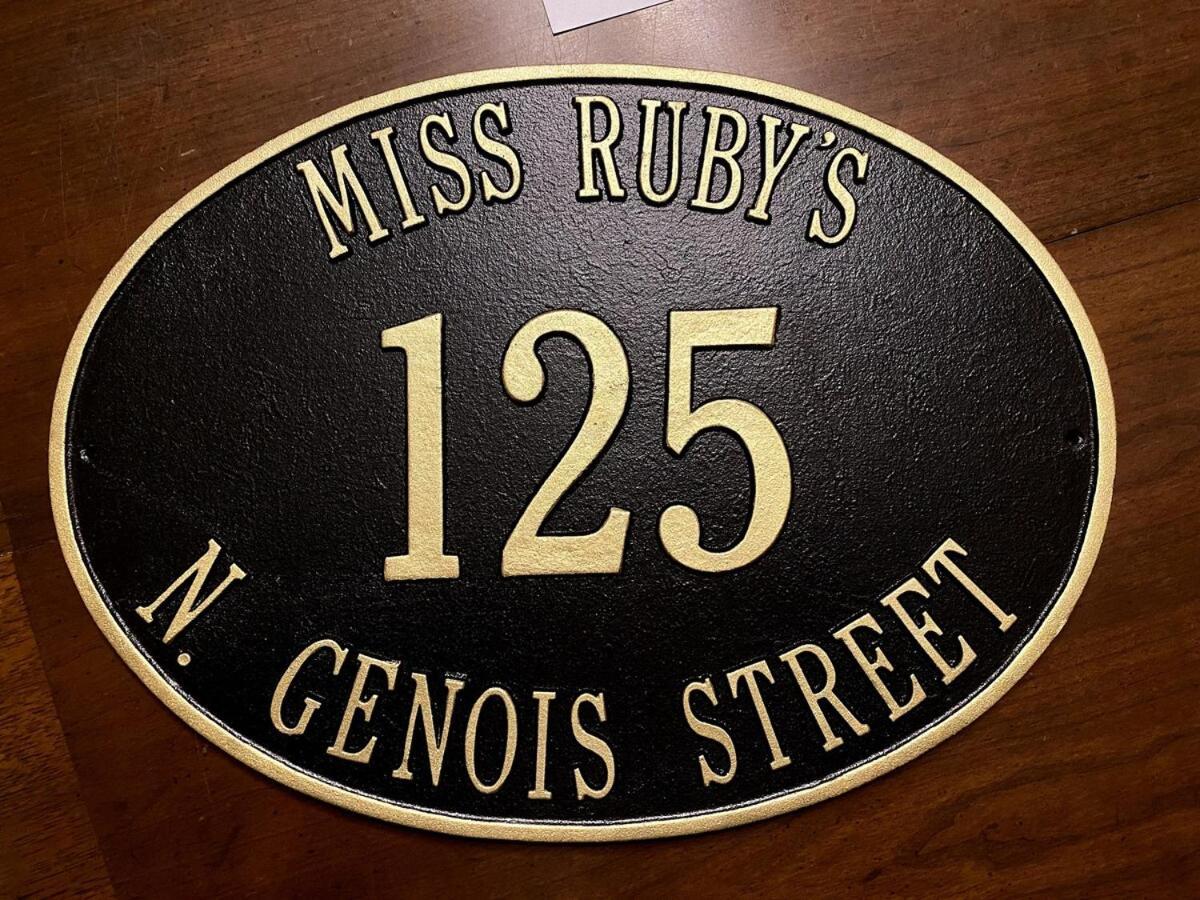 MISS RUBY'S
125
N. GENOIS STREET